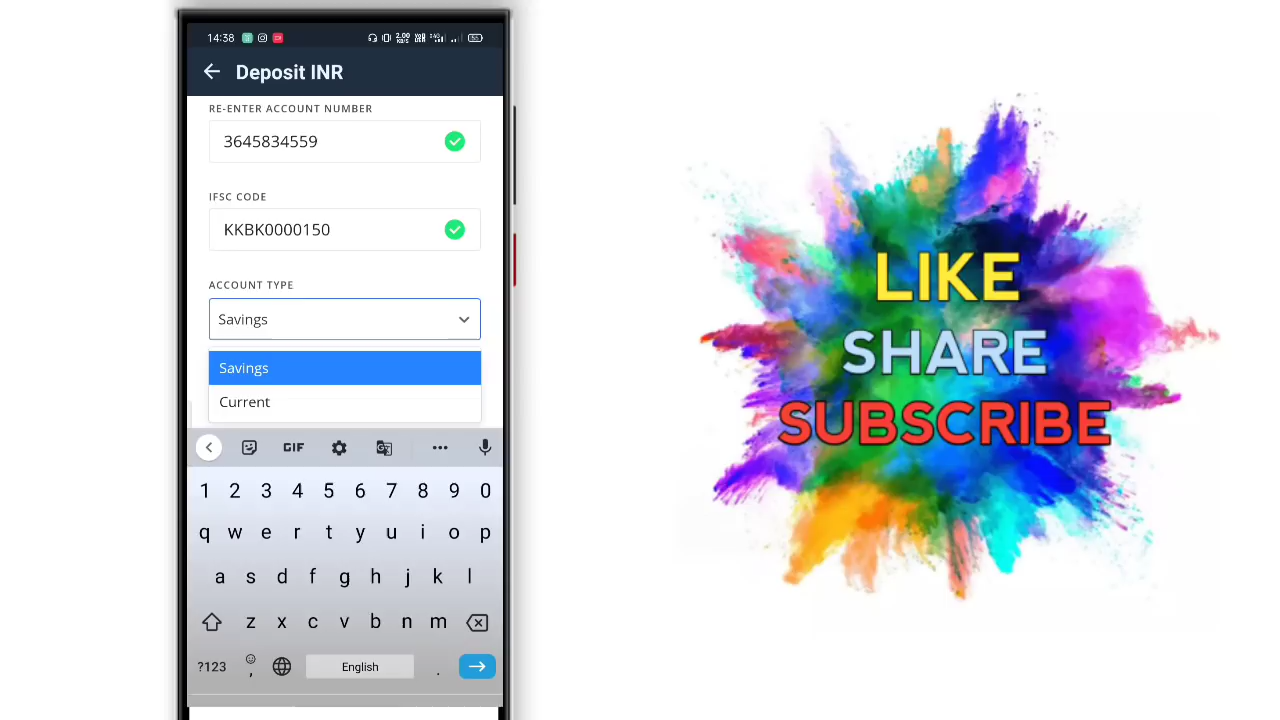 14:38
Deposit INR
RE-ENTER ACCOUNT NUMBER
3645834559
IFSC CODE
KKBK0000150
ACCOUNT TYPE
Savings
Savings
Current
GIF
1 2 3 4 5 6 7 8 9 0
q w e r t y u i o p
a s d f g h j k l
z x c v b n m
?123 , English .
LIKE
SHARE
SUBSCRIBE